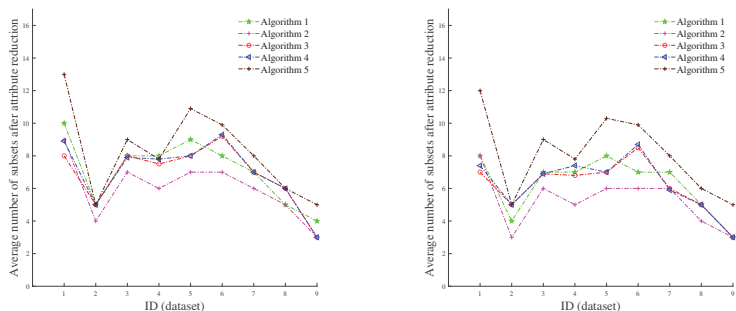 Average number of subsets after attribute reduction
16
14
12
10
8
6
4
2
0
1 2 3 4 5 6 7 8 9
ID (dataset)
Algorithm 1
Algorithm 2
Algorithm 3
Algorithm 4
Algorithm 5
Average number of subsets after attribute reduction
16
14
12
10
8
6
4
2
0
1 2 3 4 5 6 7 8 9
ID (dataset)
Algorithm 1
Algorithm 2
Algorithm 3
Algorithm 4
Algorithm 5